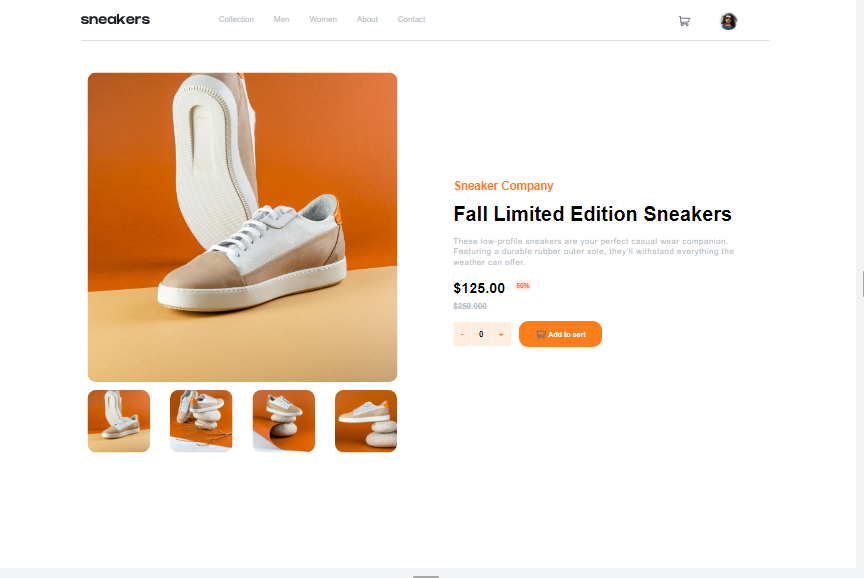 sneakers
Collection Men Women About Contact
Sneaker Company
Fall Limited Edition Sneakers
These low-profile sneakers are your perfect casual wear companion.
Featuring a durable rubber outer sole, they'll withstand everything the
weather can offer.
$125.00 50%
$250.000
- 0 + Add to cart